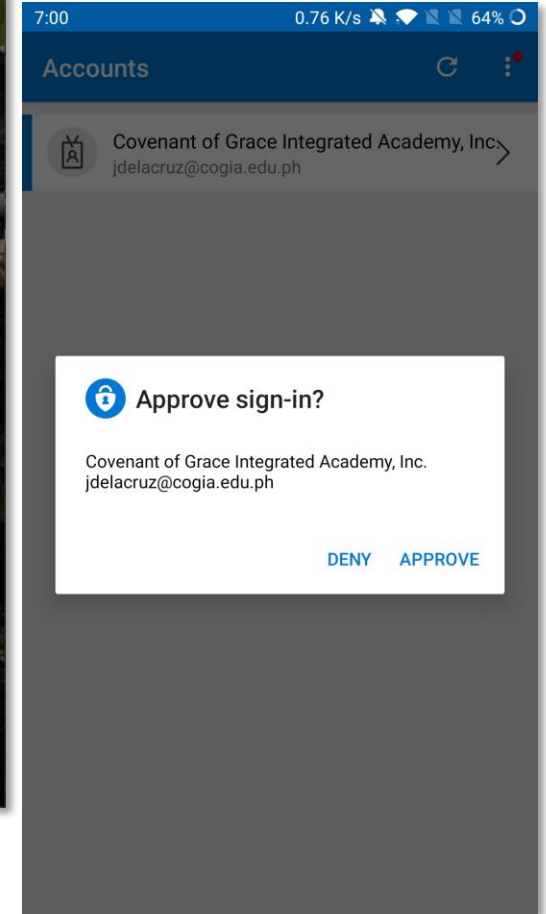 7:00 0.76 K/s 64%
Accounts
Covenant of Grace Integrated Academy, Inc.
jdelacruz@cogia.edu.ph
Approve sign-in?
Covenant of Grace Integrated Academy, Inc.
jdelacruz@cogia.edu.ph
DENY APPROVE